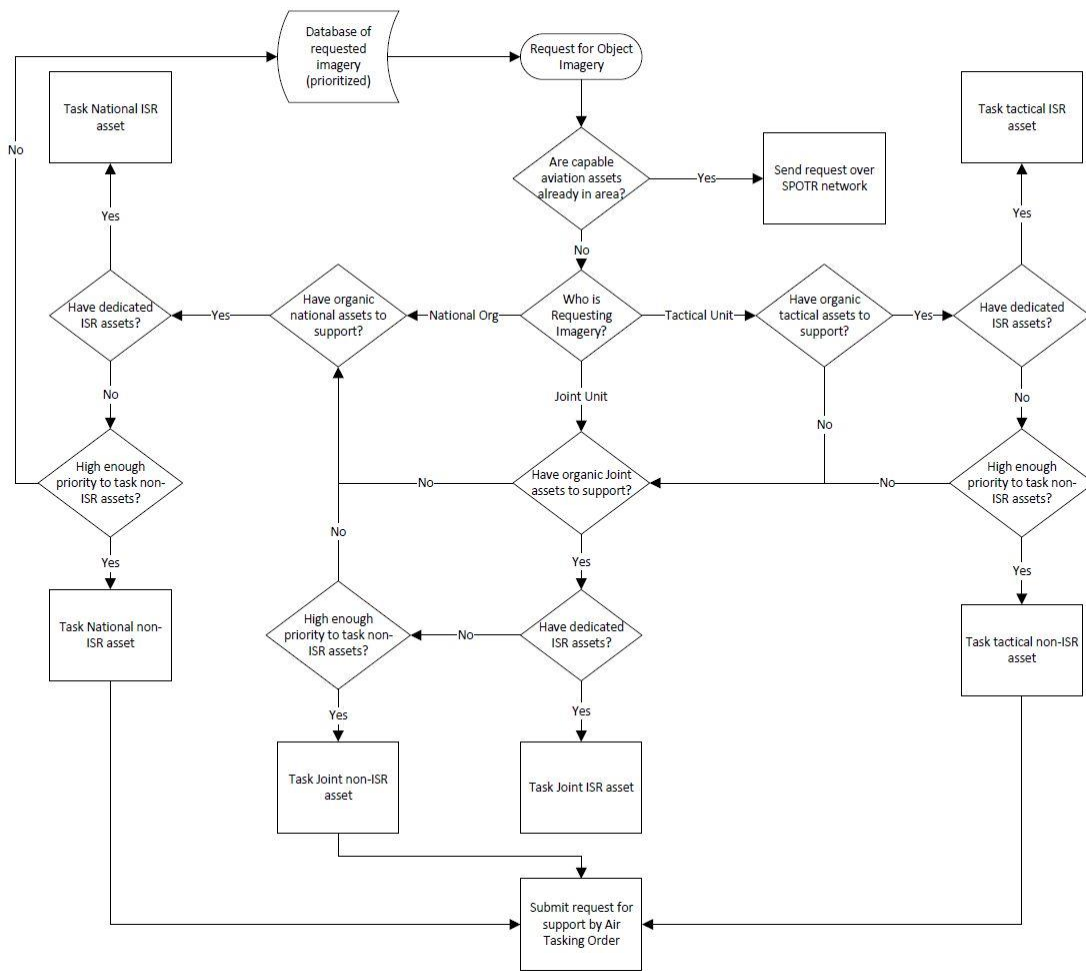 Database of
requested
imagery
(prioritized)
Request for Object
Imagery
Task National ISR
asset
Task tactical ISR
asset
No
Are capable
aviation assets
already in area?
Yes
Send request over
SPOTR network
Yes
Yes
No
Have dedicated
ISR assets?
Yes
Have organic
national assets to
support?
National Org
Who is
Requesting
Imagery?
Tactical Unit
Have organic
tactical assets to
support?
Yes
Have dedicated
ISR assets?
No
Joint Unit
No
No
High enough
priority to task non-
ISR assets?
No
Have organic Joint
assets to support?
No
High enough
priority to task non-
ISR assets?
No
Yes
Yes
Yes
Task National non-
ISR asset
High enough
priority to task non-
ISR assets?
No
Have dedicated
ISR assets?
Task tactical non-ISR
asset
Yes
Yes
Task Joint non-ISR
asset
Task Joint ISR asset
Submit request for
support by Air
Tasking Order